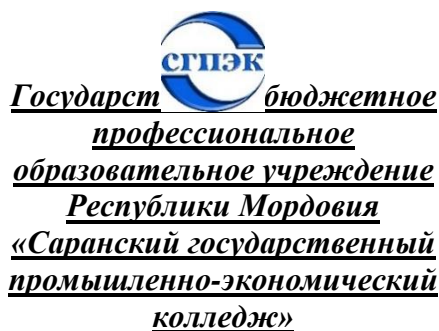 СГПЭК
Государст бюджетное
профессиональное
образовательное учреждение
Республики Мордовия
«Саранский государственный
промышленно-экономический
колледж»